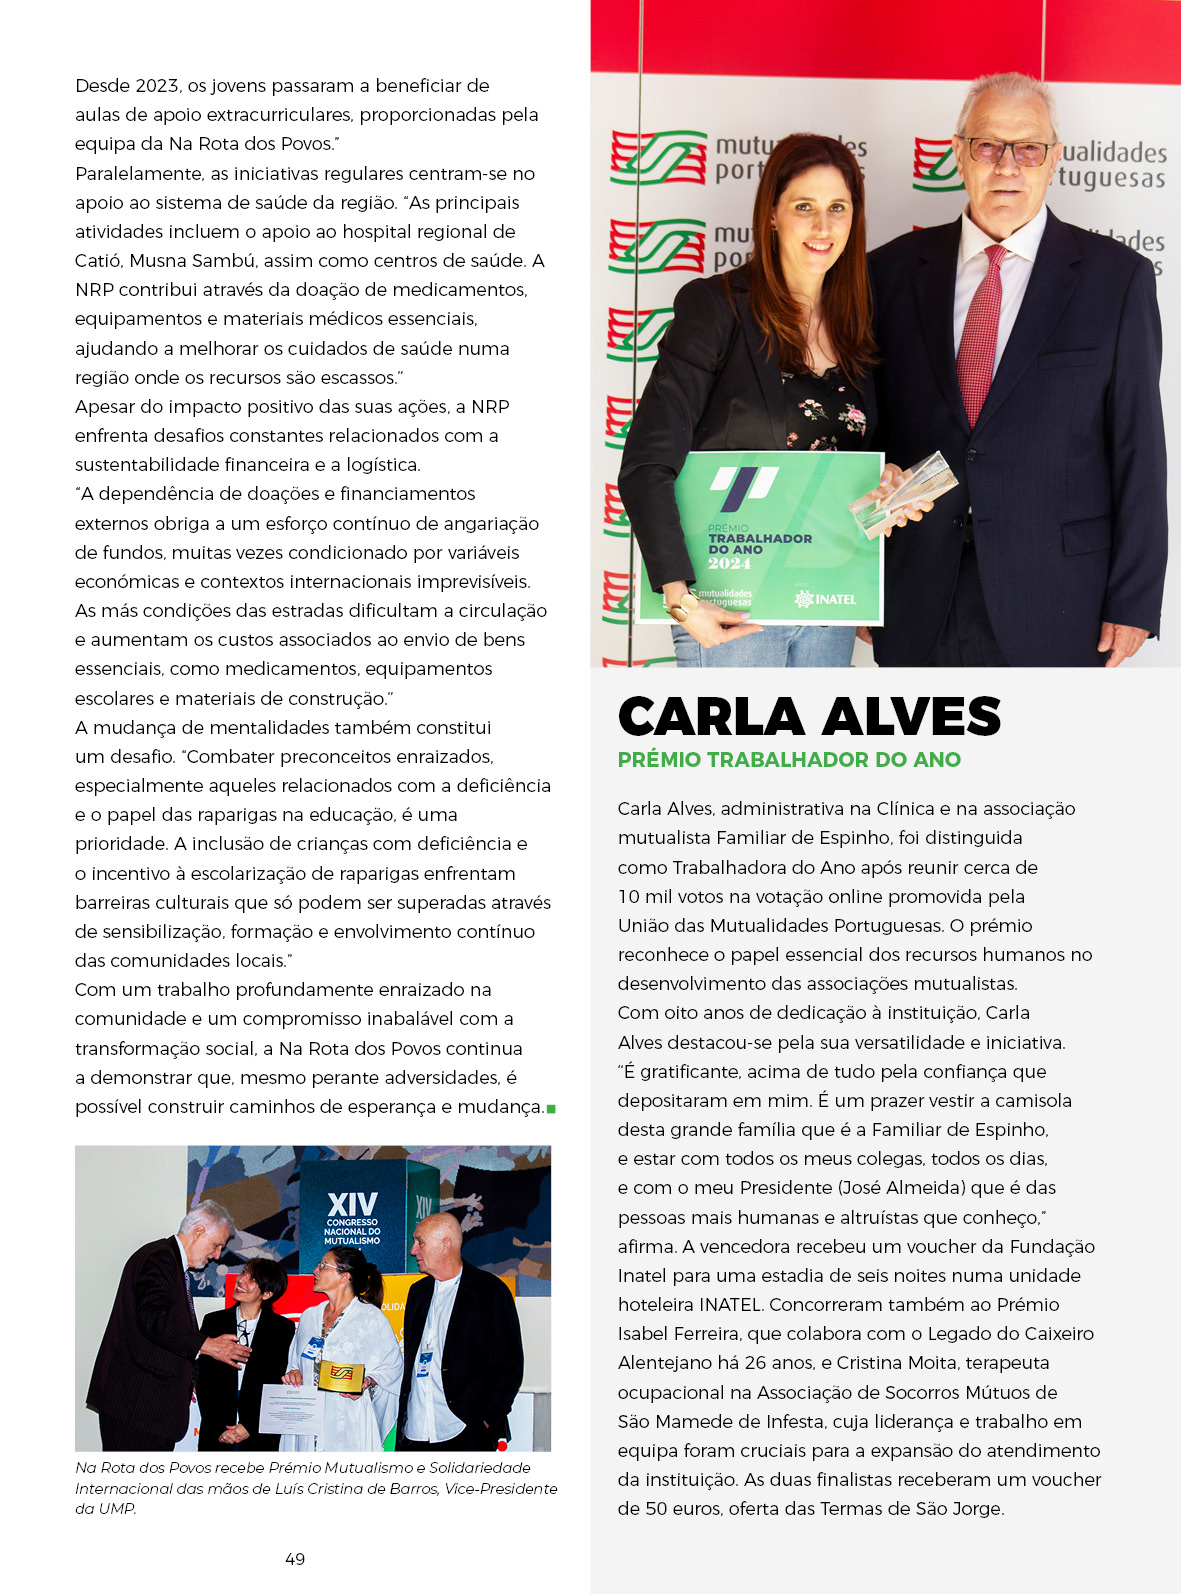 Desde 2023, os jovens passaram a beneficiar de
aulas de apoio extracurriculares, proporcionadas pela
equipa da Na Rota dos Povos.”
Paralelamente, as iniciativas regulares centram-se no
apoio ao sistema de saúde da região. “As principais
atividades incluem o apoio ao hospital regional de
Catió, Musna Sambú, assim como centros de saúde. A
NRP contribui através da doação de medicamentos,
equipamentos e materiais médicos essenciais,
ajudando a melhorar os cuidados de saúde numa
região onde os recursos são escassos.”
Apesar do impacto positivo das suas ações, a NRP
enfrenta desafios constantes relacionados com a
sustentabilidade financeira e a logística.
“A dependência de doações e financiamentos
externos obriga a um esforço contínuo de angariação
de fundos, muitas vezes condicionado por variáveis
económicas e contextos internacionais imprevisíveis.
As más condições das estradas dificultam a circulação
e aumentam os custos associados ao envio de bens
essenciais, como medicamentos, equipamentos
escolares e materiais de construção.”
A mudança de mentalidades também constitui
um desafio. “Combater preconceitos enraizados,
especialmente aqueles relacionados com a deficiência
e o papel das raparigas na educação, é uma
prioridade. A inclusão de crianças com deficiência e
o incentivo à escolarização de raparigas enfrentam
barreiras culturais que só podem ser superadas através
de sensibilização, formação e envolvimento contínuo
das comunidades locais.”
Com um trabalho profundamente enraizado na
comunidade e um compromisso inabalável com a
transformação social, a Na Rota dos Povos continua
a demonstrar que, mesmo perante adversidades, é
possível construir caminhos de esperança e mudança.
XIV
CONGRESSO
NACIONAL DO
MUTUALISMO
Na Rota dos Povos recebe Prémio Mutualismo e Solidariedade
Internacional das mãos de Luís Cristina de Barros, Vice-Presidente
da UMP.
49
PRÉMIO
TRABALHADOR
DO ANO
2024
mutualidades
portuguesas
INATEL
CARLA ALVES
PRÉMIO TRABALHADOR DO ANO
Carla Alves, administrativa na Clínica e na associação
mutualista Familiar de Espinho, foi distinguida
como Trabalhadora do Ano após reunir cerca de
10 mil votos na votação online promovida pela
União das Mutualidades Portuguesas. O prémio
reconhece o papel essencial dos recursos humanos no
desenvolvimento das associações mutualistas.
Com oito anos de dedicação à instituição, Carla
Alves destacou-se pela sua versatilidade e iniciativa.
“É gratificante, acima de tudo pela confiança que
depositaram em mim. É um prazer vestir a camisola
desta grande família que é a Familiar de Espinho,
e estar com todos os meus colegas, todos os dias,
e com o meu Presidente (José Almeida) que é das
pessoas mais humanas e altruístas que conheço,”
afirma. A vencedora recebeu um voucher da Fundação
Inatel para uma estadia de seis noites numa unidade
hoteleira INATEL. Concorreram também ao Prémio
Isabel Ferreira, que colabora com o Legado do Caixeiro
Alentejano há 26 anos, e Cristina Moita, terapeuta
ocupacional na Associação de Socorros Mútuos de
São Mamede de Infesta, cuja liderança e trabalho em
equipa foram cruciais para a expansão do atendimento
da instituição. As duas finalistas receberam um voucher
de 50 euros, oferta das Termas de São Jorge.